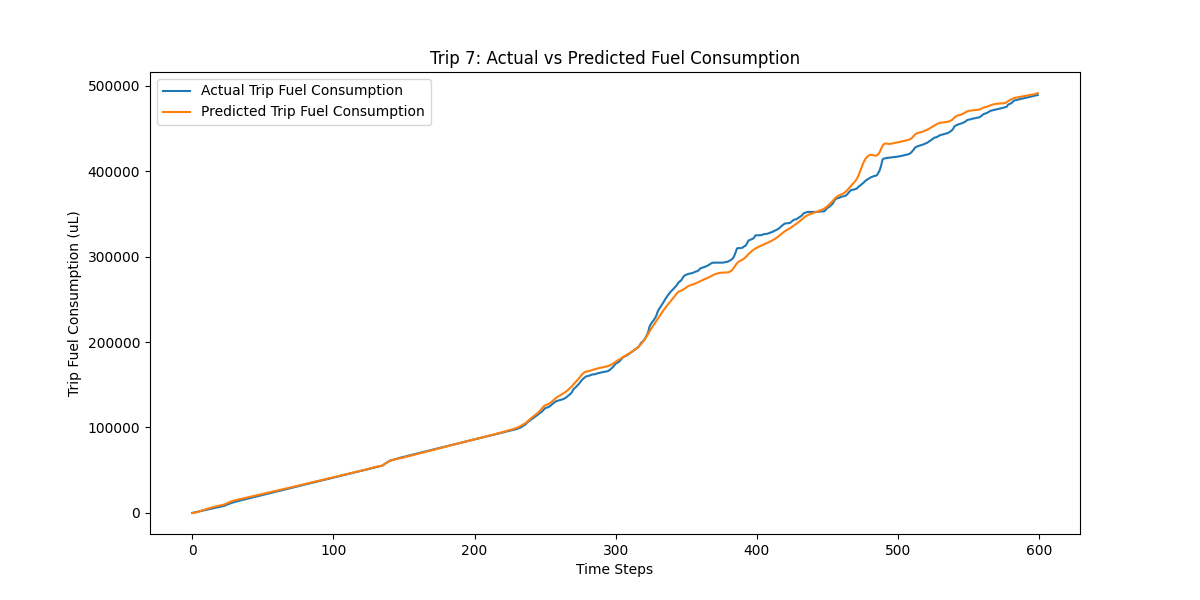 Trip 7: Actual vs Predicted Fuel Consumption
Actual Trip Fuel Consumption
Predicted Trip Fuel Consumption
Trip Fuel Consumption (uL)
500000
400000
300000
200000
100000
0
0 100 200 300 400 500 600
Time Steps